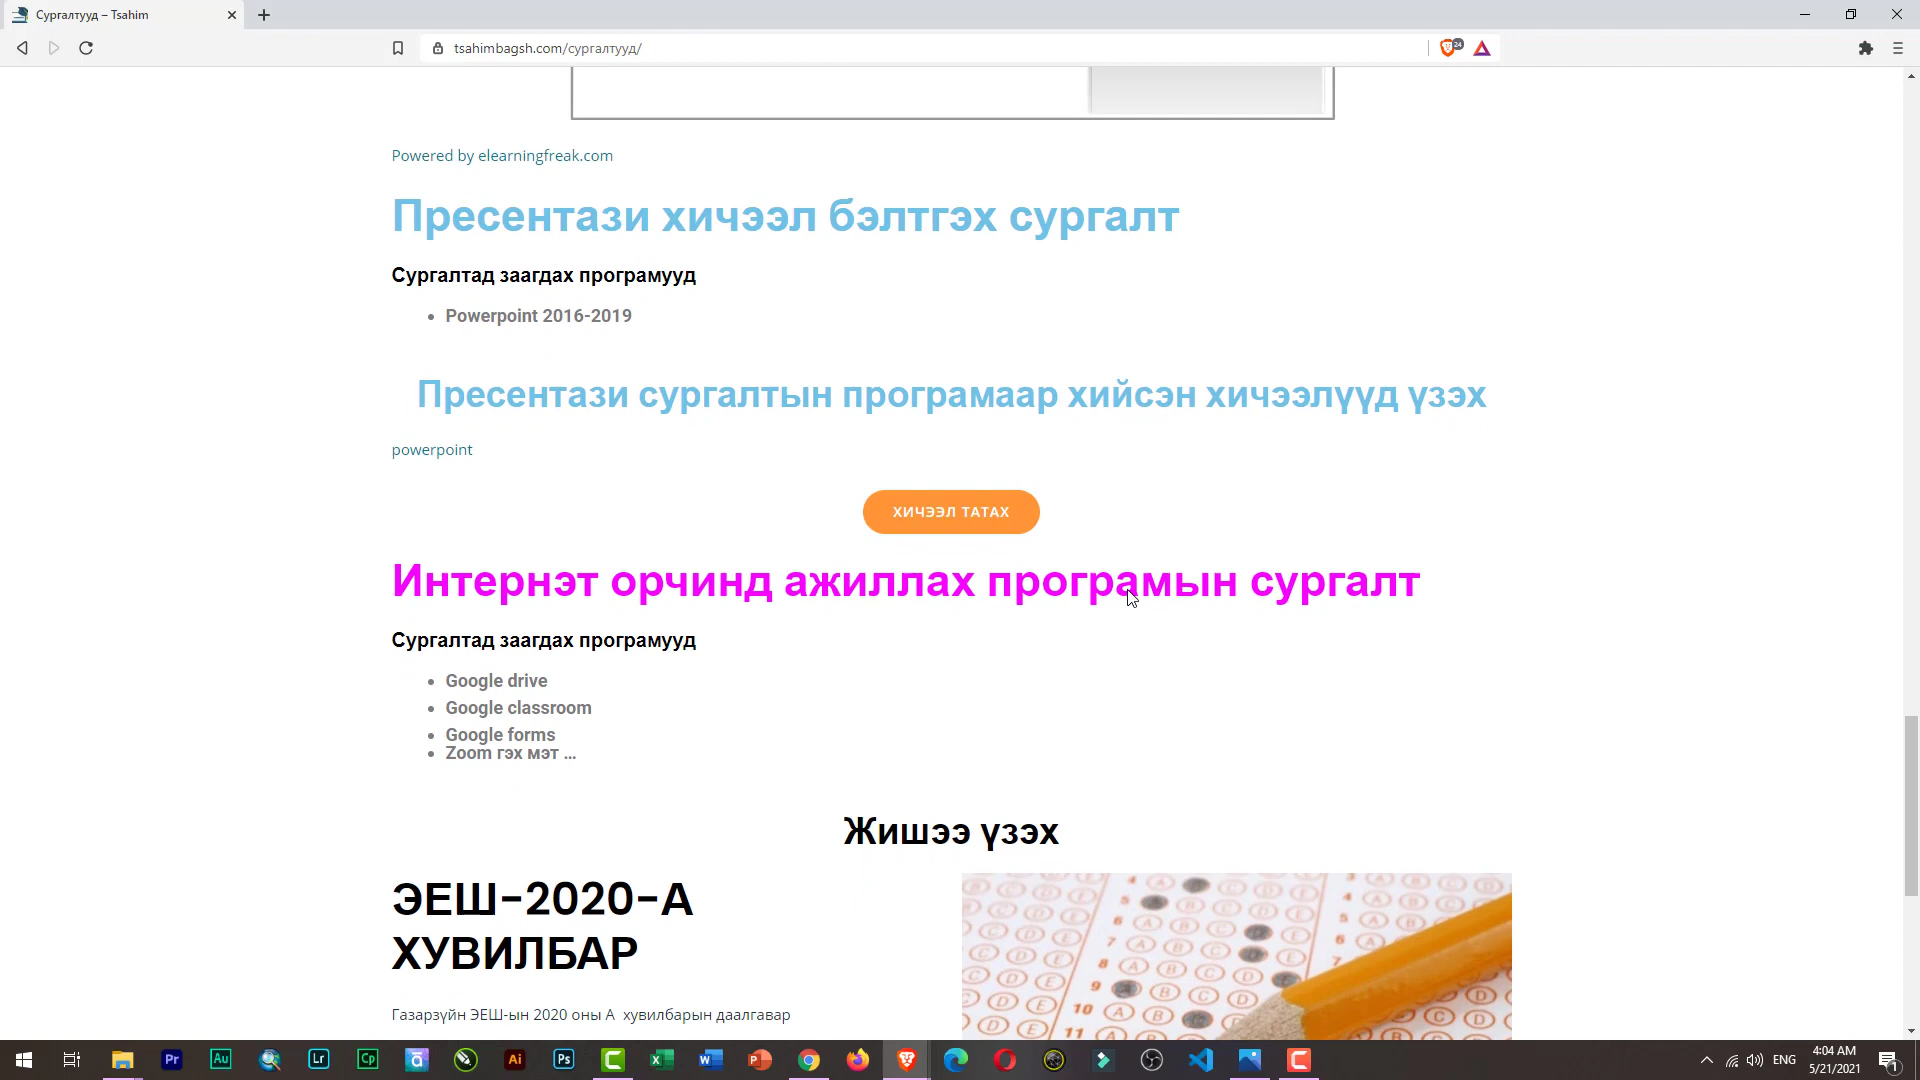 Сургалтууд – Tsahim
tsahimbagsh.com/сургалтууд/
24
Powered by elearningfreak.com
Пресентази хичээл бэлтгэх сургалт
Сургалтад заагдах програмууд
Powerpoint 2016-2019
Пресентази сургалтын програмаар хийсэн хичээлүүд үзэх
powerpoint
ХИЧЭЭЛ ТАТАХ
Интернэт орчинд ажиллах програмын сургалт
Сургалтад заагдах програмууд
Google drive
Google classroom
Google forms
Zoom гэх мэт ...
Жишээ үзэх
ЭЕШ-2020-А
ХУВИЛБАР
Газарзүйн ЭЕШ-ын 2020 оны А хувилбарын даалгавар
ENG
4:04 AM
5/21/2021